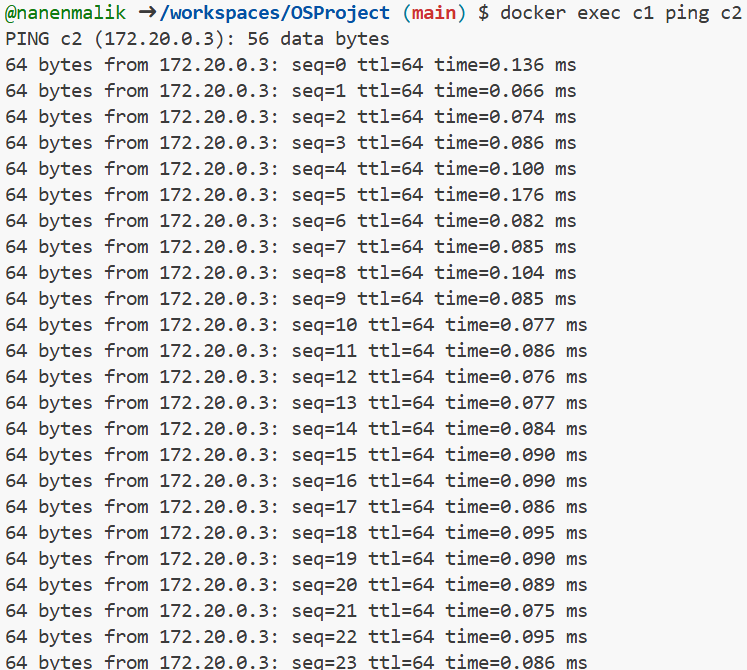 @nanenmalik ➜/workspaces/OSProject (main) $ docker exec c1 ping c2
PING c2 (172.20.0.3): 56 data bytes
64 bytes from 172.20.0.3: seq=0 ttl=64 time=0.136 ms
64 bytes from 172.20.0.3: seq=1 ttl=64 time=0.066 ms
64 bytes from 172.20.0.3: seq=2 ttl=64 time=0.074 ms
64 bytes from 172.20.0.3: seq=3 ttl=64 time=0.086 ms
64 bytes from 172.20.0.3: seq=4 ttl=64 time=0.100 ms
64 bytes from 172.20.0.3: seq=5 ttl=64 time=0.176 ms
64 bytes from 172.20.0.3: seq=6 ttl=64 time=0.082 ms
64 bytes from 172.20.0.3: seq=7 ttl=64 time=0.085 ms
64 bytes from 172.20.0.3: seq=8 ttl=64 time=0.104 ms
64 bytes from 172.20.0.3: seq=9 ttl=64 time=0.085 ms
64 bytes from 172.20.0.3: seq=10 ttl=64 time=0.077 ms
64 bytes from 172.20.0.3: seq=11 ttl=64 time=0.086 ms
64 bytes from 172.20.0.3: seq=12 ttl=64 time=0.076 ms
64 bytes from 172.20.0.3: seq=13 ttl=64 time=0.077 ms
64 bytes from 172.20.0.3: seq=14 ttl=64 time=0.084 ms
64 bytes from 172.20.0.3: seq=15 ttl=64 time=0.090 ms
64 bytes from 172.20.0.3: seq=16 ttl=64 time=0.090 ms
64 bytes from 172.20.0.3: seq=17 ttl=64 time=0.086 ms
64 bytes from 172.20.0.3: seq=18 ttl=64 time=0.095 ms
64 bytes from 172.20.0.3: seq=19 ttl=64 time=0.090 ms
64 bytes from 172.20.0.3: seq=20 ttl=64 time=0.089 ms
64 bytes from 172.20.0.3: seq=21 ttl=64 time=0.075 ms
64 bytes from 172.20.0.3: seq=22 ttl=64 time=0.095 ms
64 bytes from 172.20.0.3: seq=23 ttl=64 time=0.086 ms